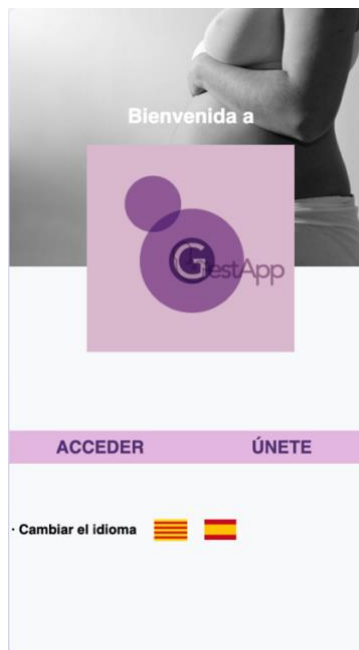 Bienvenida a
GestApp
ACCEDER ÚNETE
· Cambiar el idioma